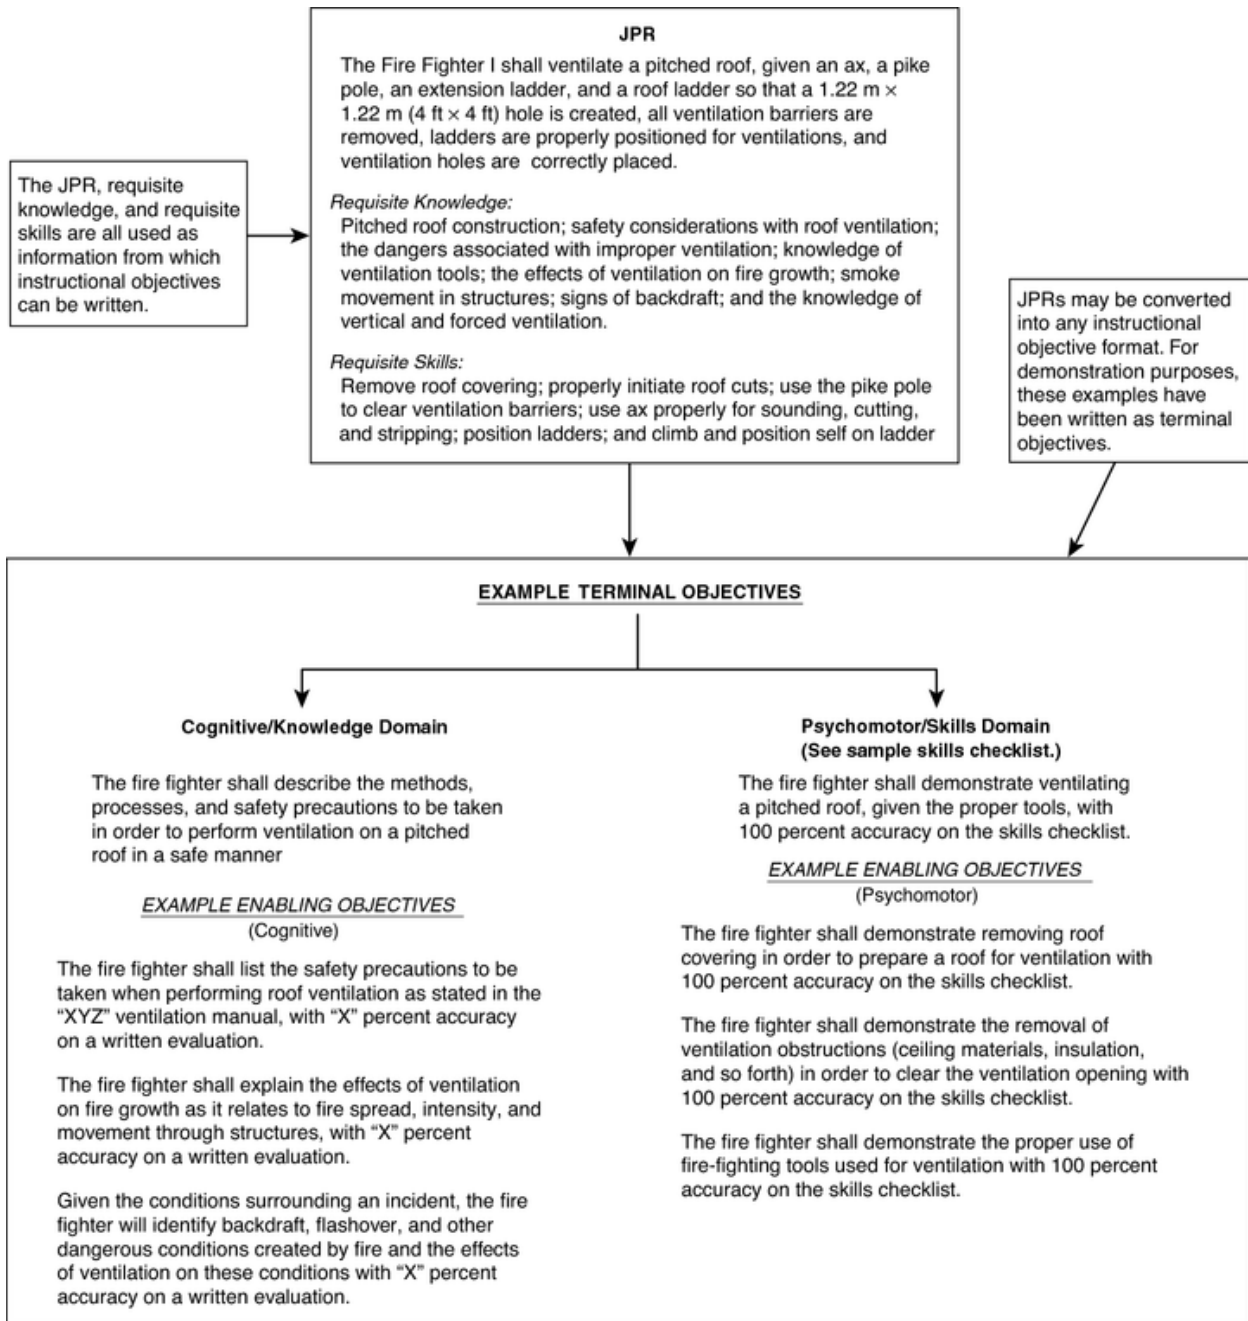 JPR
The Fire Fighter I shall ventilate a pitched roof, given an ax, a pike
pole, an extension ladder, and a roof ladder so that a 1.22 m ×
1.22 m (4 ft × 4 ft) hole is created, all ventilation barriers are
removed, ladders are properly positioned for ventilations, and
ventilation holes are correctly placed.
Requisite Knowledge:
Pitched roof construction; safety considerations with roof ventilation;
the dangers associated with improper ventilation; knowledge of
ventilation tools; the effects of ventilation on fire growth; smoke
movement in structures; signs of backdraft; and the knowledge of
vertical and forced ventilation.
Requisite Skills:
Remove roof covering; properly initiate roof cuts; use the pike pole
to clear ventilation barriers; use ax properly for sounding, cutting,
and stripping; position ladders; and climb and position self on ladder
The JPR, requisite
knowledge, and requisite
skills are all used as
information from which
instructional objectives
can be written.
JPRs may be converted
into any instructional
objective format. For
demonstration purposes,
these examples have
been written as terminal
objectives.
EXAMPLE TERMINAL OBJECTIVES
Cognitive/Knowledge Domain
The fire fighter shall describe the methods,
processes, and safety precautions to be taken
in order to perform ventilation on a pitched
roof in a safe manner
EXAMPLE ENABLING OBJECTIVES
(Cognitive)
The fire fighter shall list the safety precautions to be
taken when performing roof ventilation as stated in the
“XYZ” ventilation manual, with “X” percent accuracy
on a written evaluation.
The fire fighter shall explain the effects of ventilation
on fire growth as it relates to fire spread, intensity, and
movement through structures, with “X” percent
accuracy on a written evaluation.
Given the conditions surrounding an incident, the fire
fighter will identify backdraft, flashover, and other
dangerous conditions created by fire and the effects
of ventilation on these conditions with “X” percent
accuracy on a written evaluation.
Psychomotor/Skills Domain
(See sample skills checklist.)
The fire fighter shall demonstrate ventilating
a pitched roof, given the proper tools, with
100 percent accuracy on the skills checklist.
EXAMPLE ENABLING OBJECTIVES
(Psychomotor)
The fire fighter shall demonstrate removing roof
covering in order to prepare a roof for ventilation with
100 percent accuracy on the skills checklist.
The fire fighter shall demonstrate the removal of
ventilation obstructions (ceiling materials, insulation,
and so forth) in order to clear the ventilation opening with
100 percent accuracy on the skills checklist.
The fire fighter shall demonstrate the proper use of
fire-fighting tools used for ventilation with 100 percent
accuracy on the skills checklist.